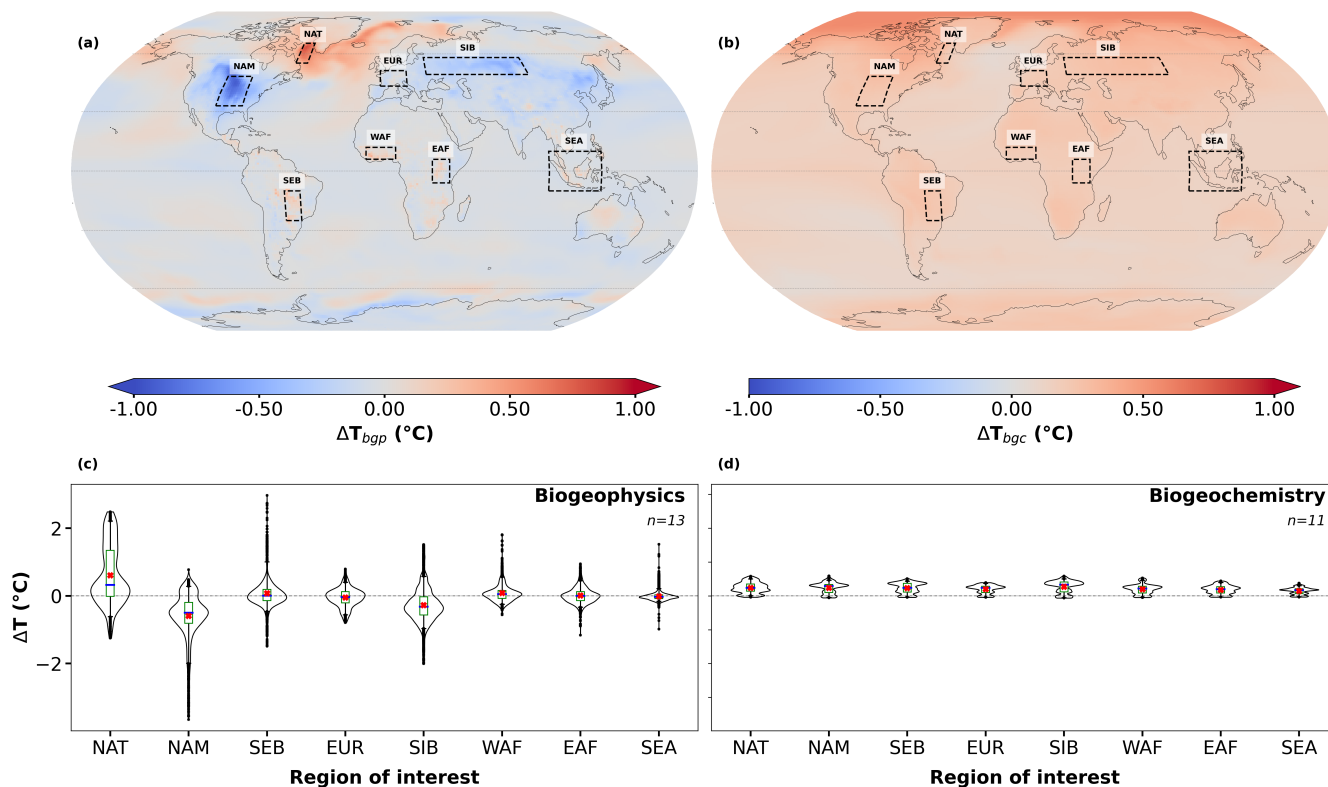 (a)
NAT
NAM
SIB
EUR
WAF
EAF
SEA
SEB
-1.00 -0.50 0.00 0.50 1.00
ΔT_bgp (°C)
(b)
NAT
NAM
SIB
EUR
WAF
EAF
SEA
SEB
-1.00 -0.50 0.00 0.50 1.00
ΔT_bgc (°C)
(c)
Biogeophysics
n=13
ΔT (°C)
2
0
−2
NAT NAM SEB EUR SIB WAF EAF SEA
Region of interest
(d)
Biogeochemistry
n=11
NAT NAM SEB EUR SIB WAF EAF SEA
Region of interest